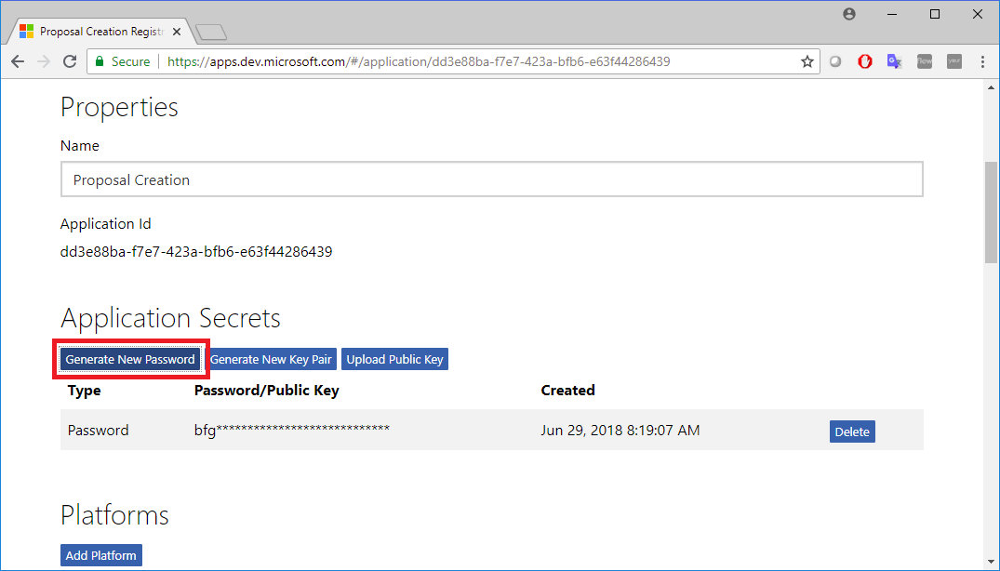 Proposal Creation Registr
Secure | https://apps.dev.microsoft.com/#/application/dd3e88ba-f7e7-423a-bfb6-e63f44286439
flow
Properties
Name
Proposal Creation
Application Id
dd3e88ba-f7e7-423a-bfb6-e63f44286439
Application Secrets
Generate New Password Generate New Key Pair Upload Public Key
Type Password/Public Key Created
Password bfg**************************** Jun 29, 2018 8:19:07 AM Delete
Platforms
Add Platform